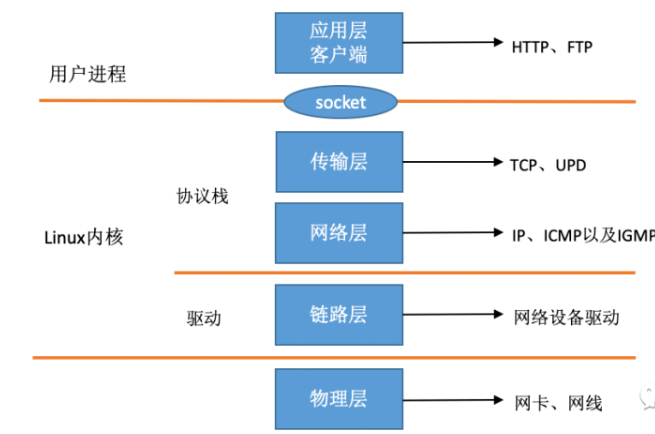 应用层
客户端
HTTP、FTP
用户进程
socket
传输层
TCP、UPD
协议栈
网络层
IP、ICMP以及IGMP
Linux内核
驱动
链路层
网络设备驱动
物理层
网卡、网线